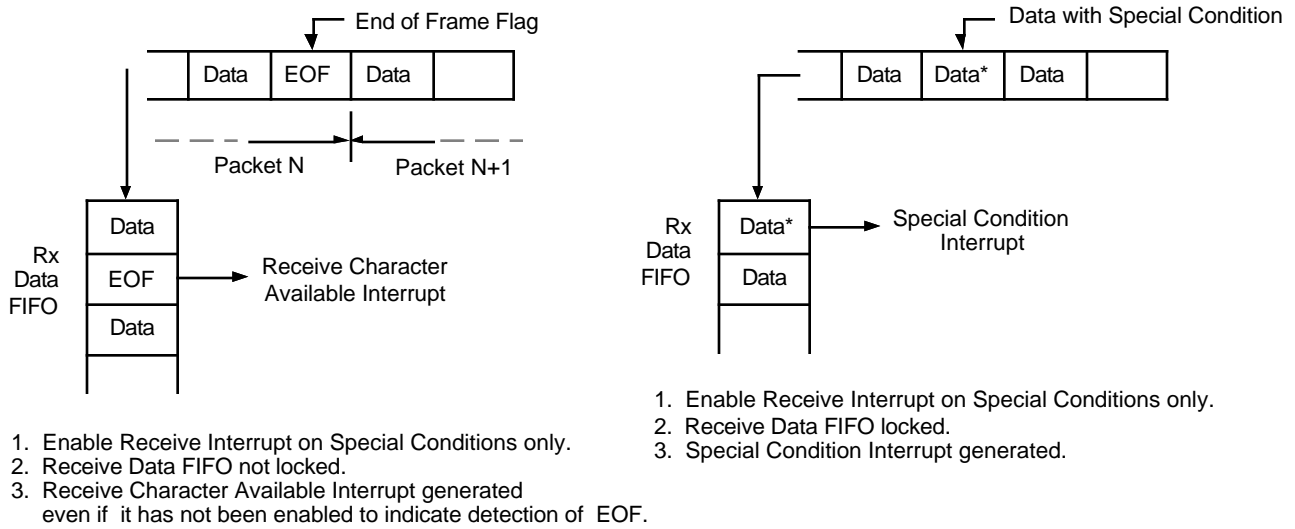 End of Frame Flag
Data EOF Data
Packet N Packet N+1
Data
Rx
Data
FIFO
EOF
Data
Receive Character
Available Interrupt
1. Enable Receive Interrupt on Special Conditions only.
2. Receive Data FIFO not locked.
3. Receive Character Available Interrupt generated
even if it has not been enabled to indicate detection of EOF.
Data with Special Condition
Data Data* Data
Rx
Data
FIFO
Data*
Data
Special Condition
Interrupt
1. Enable Receive Interrupt on Special Conditions only.
2. Receive Data FIFO locked.
3. Special Condition Interrupt generated.